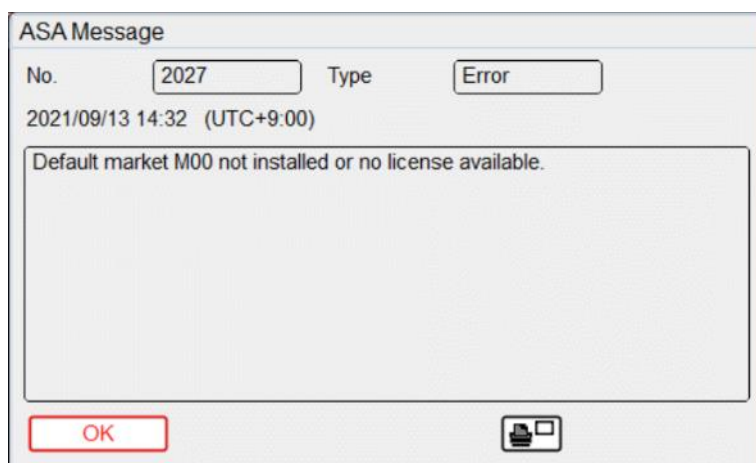 ASA Message
No. 2027 Type Error
2021/09/13 14:32 (UTC+9:00)
Default market M00 not installed or no license available.
OK